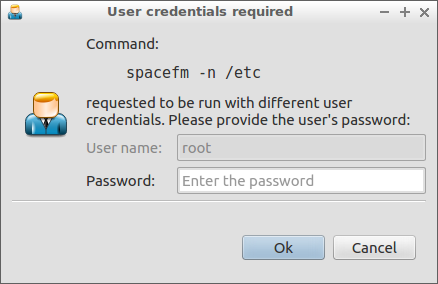 User credentials required
Command:
spacefm -n /etc
requested to be run with different user
credentials. Please provide the user's password:
User name: root
Password: Enter the password
Ok Cancel